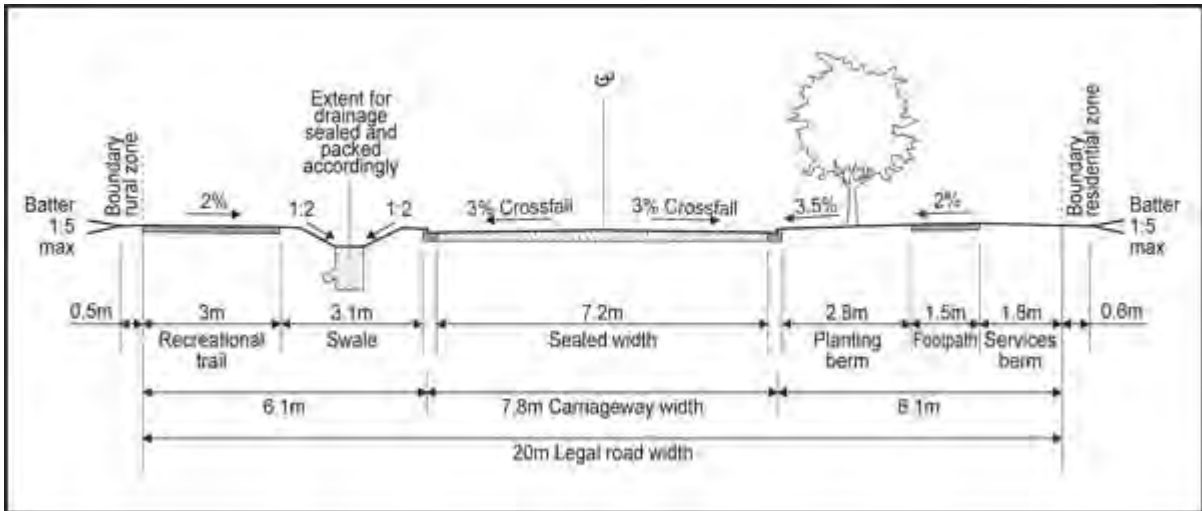 Extent for
drainage
sealed and
packed
accordingly
Boundary
rural zone
Boundary
residential zone
Batter
1:5
max
2%
1:2
1:2
3% Crossfall
3% Crossfall
3.5%
2%
Batter
1:5
max
0.5m
3m
3.1m
7.2m
2.8m
1.5m
1.8m
Recreational
trail
Swale
Sealed width
Planting
berm
Footpath
Services
berm
6.1m
7.8m Carriageway width
6.1m
20m Legal road width